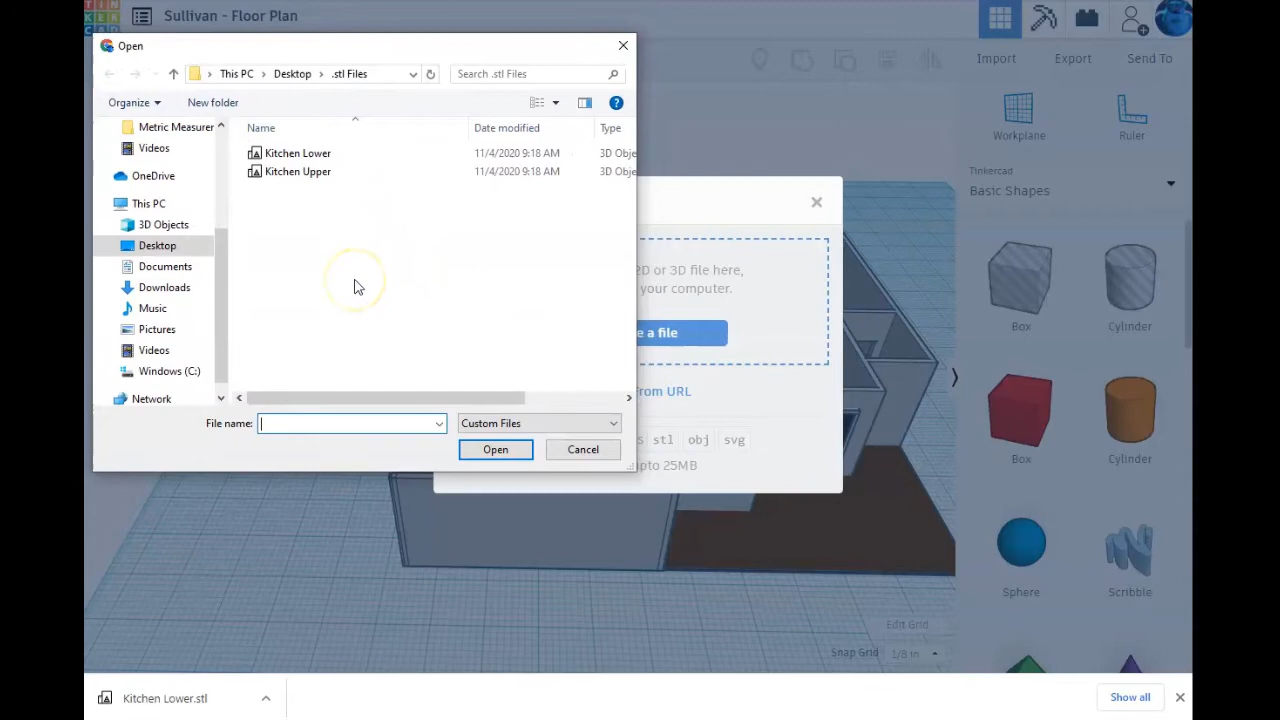 TIN
KER
CAD
Sullivan - Floor Plan
Open
This PC
Desktop
.stl Files
Search .stl Files
Organize
New folder
Import
Export
Send To
Metric Measurer
Videos
OneDrive
This PC
3D Objects
Desktop
Documents
Downloads
Music
Pictures
Videos
Windows (C:)
Network
Name
Date modified
Type
Kitchen Lower
11/4/2020 9:18 AM
3D Obje
Kitchen Upper
11/4/2020 9:18 AM
3D Obje
File name:
Custom Files
Open
Cancel
2D or 3D file here,
your computer.
e a file
From URL
stl
obj
svg
upto 25MB
Workplane
Ruler
Tinkercad
Basic Shapes
Box
Cylinder
Box
Cylinder
Sphere
Scribble
Edit Grid
Snap Grid
1/8 in
Kitchen Lower.stl
Show all